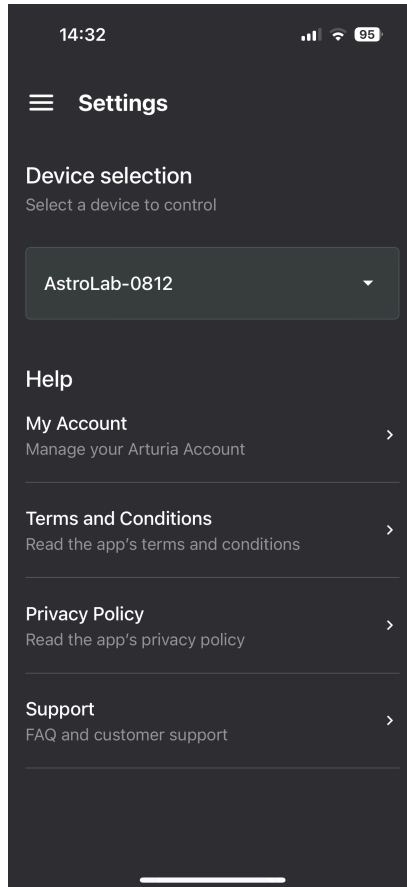 14:32
95
Settings
Device selection
Select a device to control
AstroLab-0812
Help
My Account
Manage your Arturia Account
Terms and Conditions
Read the app's terms and conditions
Privacy Policy
Read the app's privacy policy
Support
FAQ and customer support